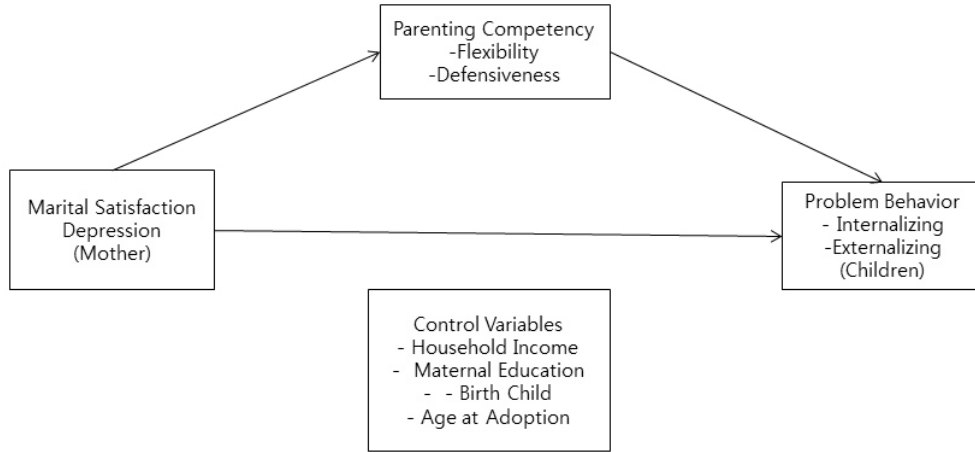 Parenting Competency
-Flexibility
-Defensiveness
Marital Satisfaction
Depression
(Mother)
Problem Behavior
- Internalizing
-Externalizing
(Children)
Control Variables
- Household Income
- Maternal Education
- - Birth Child
- Age at Adoption